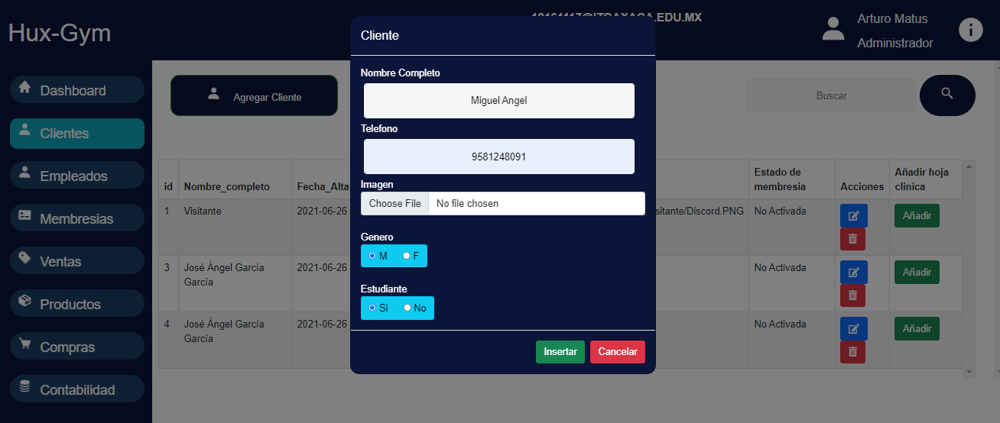 Hux-Gym
18161117@ITOAXACA.EDU.MX
Arturo Matus
Administrador
Dashboard
Clientes
Empleados
Membresias
Ventas
Productos
Compras
Contabilidad
Agregar Cliente
Buscar
Cliente
Nombre Completo
Miguel Angel
Telefono
9581248091
Imagen
Choose File No file chosen
Genero
M F
Estudiante
Si No
Insertar Cancelar
id Nombre_completo Fecha_Alta Estado de membresia Acciones Añadir hoja clinica
1 Visitante 2021-06-26 sitante/Discord.PNG No Activada Añadir
3 José Ángel García García 2021-06-26 No Activada Añadir
4 José Ángel García García 2021-06-26 No Activada Añadir